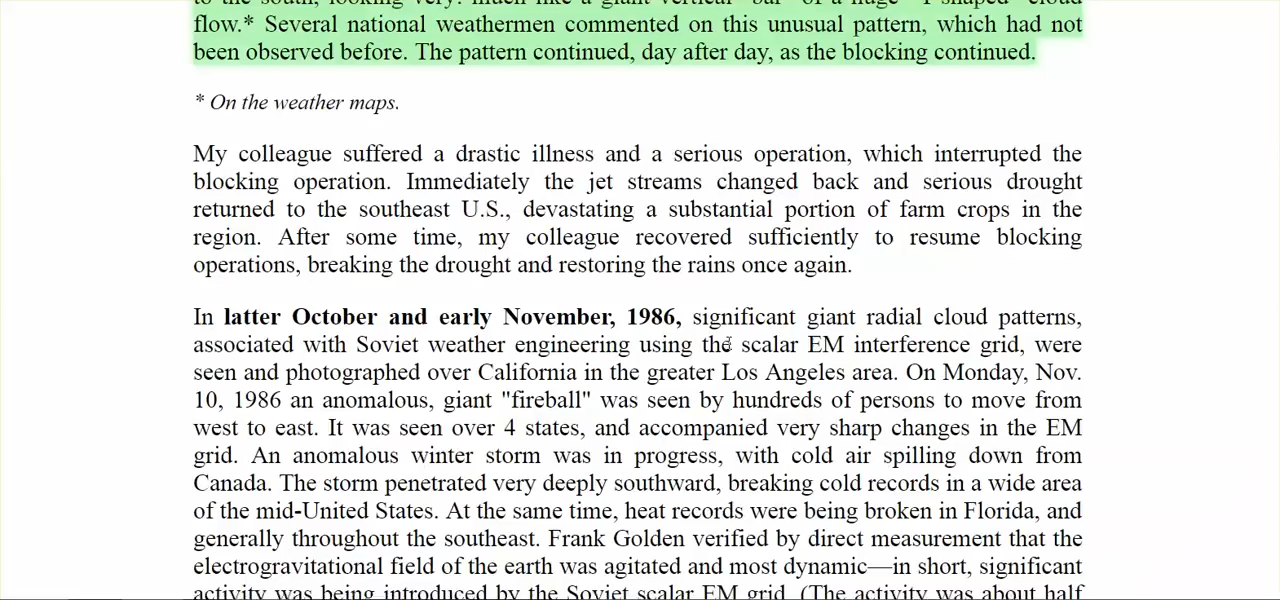 to the south, looking very: much like a giant vertical "bar" of a huge "T-shaped" cloud
flow.* Several national weathermen commented on this unusual pattern, which had not
been observed before. The pattern continued, day after day, as the blocking continued.
* On the weather maps.
My colleague suffered a drastic illness and a serious operation, which interrupted the
blocking operation. Immediately the jet streams changed back and serious drought
returned to the southeast U.S., devastating a substantial portion of farm crops in the
region. After some time, my colleague recovered sufficiently to resume blocking
operations, breaking the drought and restoring the rains once again.
In latter October and early November, 1986, significant giant radial cloud patterns,
associated with Soviet weather engineering using the scalar EM interference grid, were
seen and photographed over California in the greater Los Angeles area. On Monday, Nov.
10, 1986 an anomalous, giant "fireball" was seen by hundreds of persons to move from
west to east. It was seen over 4 states, and accompanied very sharp changes in the EM
grid. An anomalous winter storm was in progress, with cold air spilling down from
Canada. The storm penetrated very deeply southward, breaking cold records in a wide area
of the mid-United States. At the same time, heat records were being broken in Florida, and
generally throughout the southeast. Frank Golden verified by direct measurement that the
electrogravitational field of the earth was agitated and most dynamic—in short, significant
activity was being introduced by the Soviet scalar EM grid. (The activity was about half